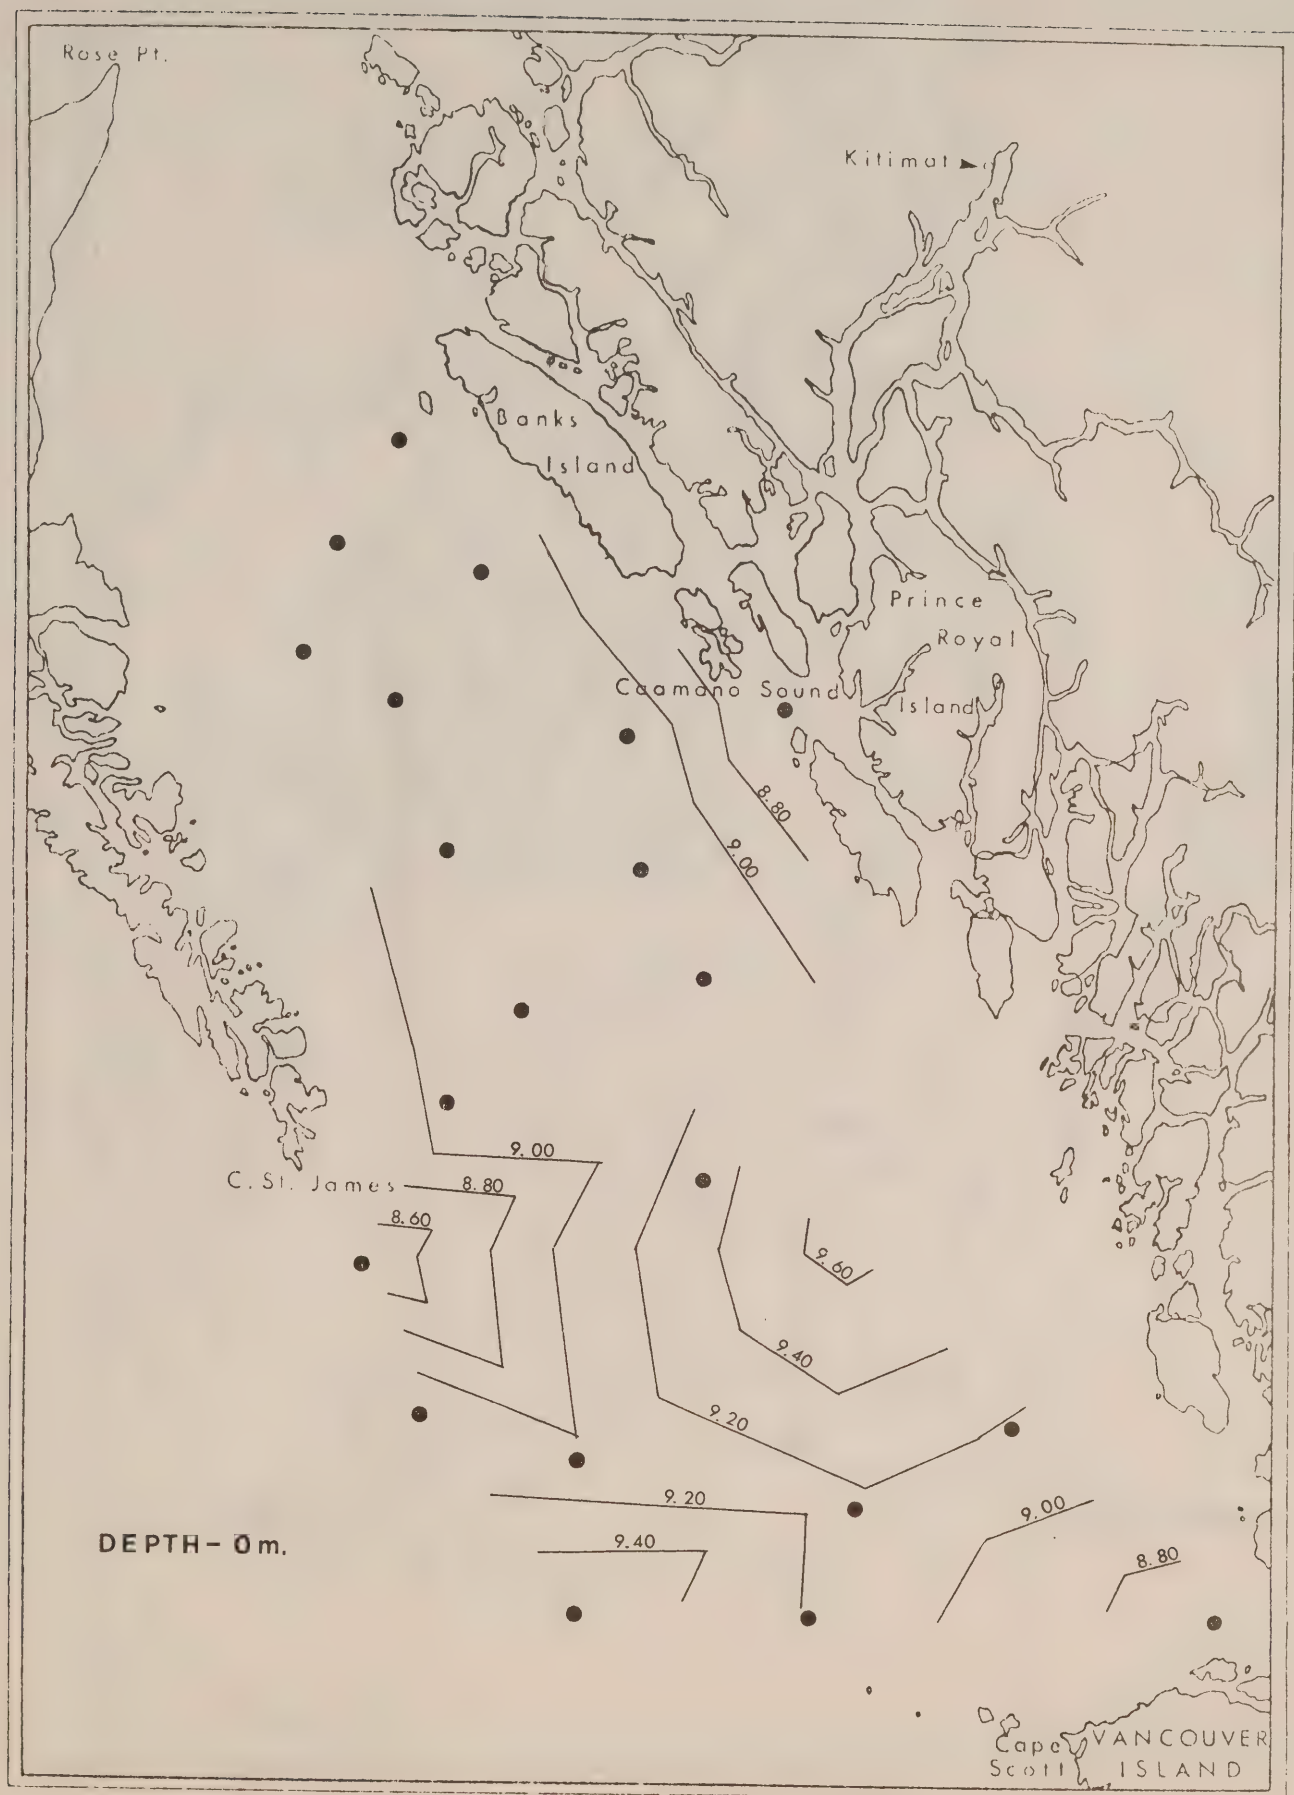 Rose Pt.
Kitimat
Banks
Island
Prince
Royal
Island
Caamano Sound
8.80
9.00
9.00
C. St. James
8.80
8.60
9.60
9.40
9.20
9.20
9.00
DEPTH- 0m.
9.40
8.80
Cape
Scott
VANCOUVER
ISLAND